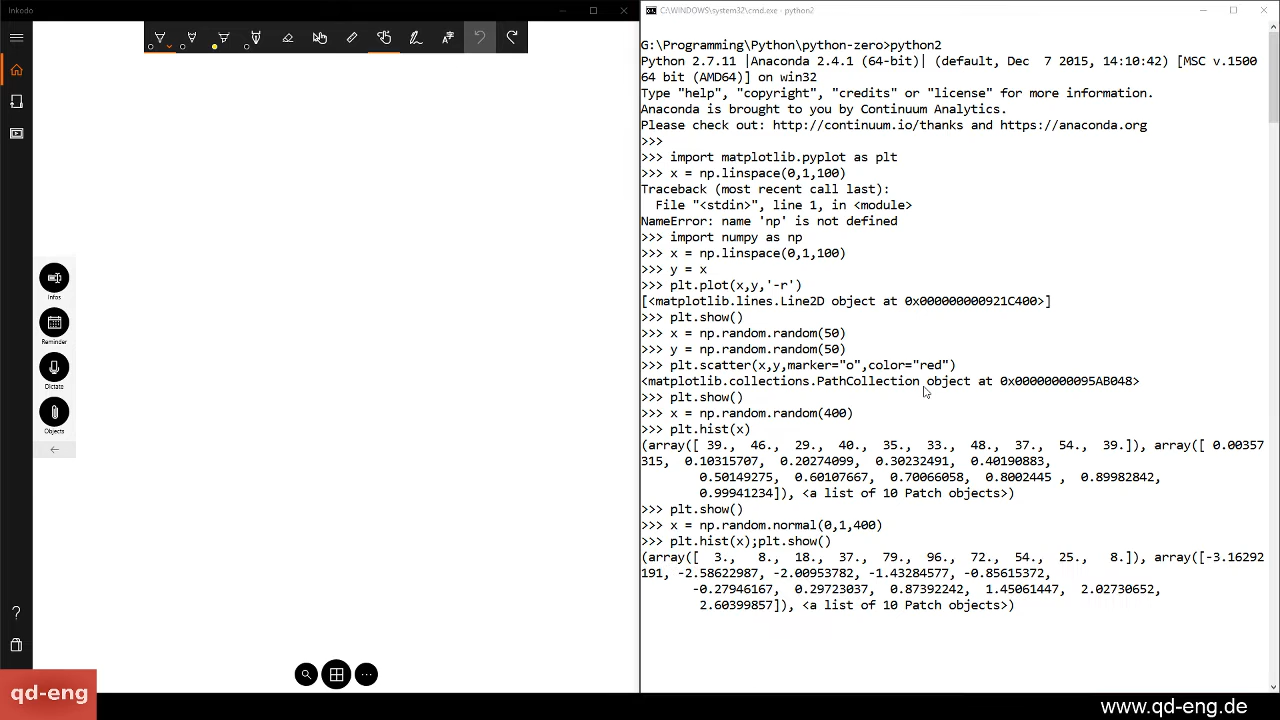 Inkodo
C:\WINDOWS\system32\cmd.exe - python2
G:\Programming\Python\python-zero>python2
Python 2.7.11 |Anaconda 2.4.1 (64-bit)| (default, Dec  7 2015, 14:10:42) [MSC v.1500
64 bit (AMD64)] on win32
Type "help", "copyright", "credits" or "license" for more information.
Anaconda is brought to you by Continuum Analytics.
Please check out: http://continuum.io/thanks and https://anaconda.org
>>>
>>> import matplotlib.pyplot as plt
>>> x = np.linspace(0,1,100)
Traceback (most recent call last):
  File "<stdin>", line 1, in <module>
NameError: name 'np' is not defined
>>> import numpy as np
>>> x = np.linspace(0,1,100)
>>> y = x
>>> plt.plot(x,y,'-r')
[<matplotlib.lines.Line2D object at 0x000000000921C400>]
>>> plt.show()
>>> x = np.random.random(50)
>>> y = np.random.random(50)
>>> plt.scatter(x,y,marker="o",color="red")
<matplotlib.collections.PathCollection object at 0x00000000095AB048>
>>> plt.show()
>>> x = np.random.random(400)
>>> plt.hist(x)
(array([ 39.,  46.,  29.,  40.,  35.,  33.,  48.,  37.,  54.,  39.]), array([ 0.00357
315,  0.10315707,  0.20274099,  0.30232491,  0.40190883,
        0.50149275,  0.60107667,  0.70066058,  0.8002445 ,  0.89982842,
        0.99941234]), <a list of 10 Patch objects>)
>>> plt.show()
>>> x = np.random.normal(0,1,400)
>>> plt.hist(x);plt.show()
(array([  3.,   8.,  18.,  37.,  79.,  96.,  72.,  54.,  25.,   8.]), array([-3.16292
191, -2.58622987, -2.00953782, -1.43284577, -0.85615372,
       -0.27946167,  0.29723037,  0.87392242,  1.45061447,  2.02730652,
        2.60399857]), <a list of 10 Patch objects>)
Infos
Reminder
Dictate
Objects
qd-eng
www.qd-eng.de